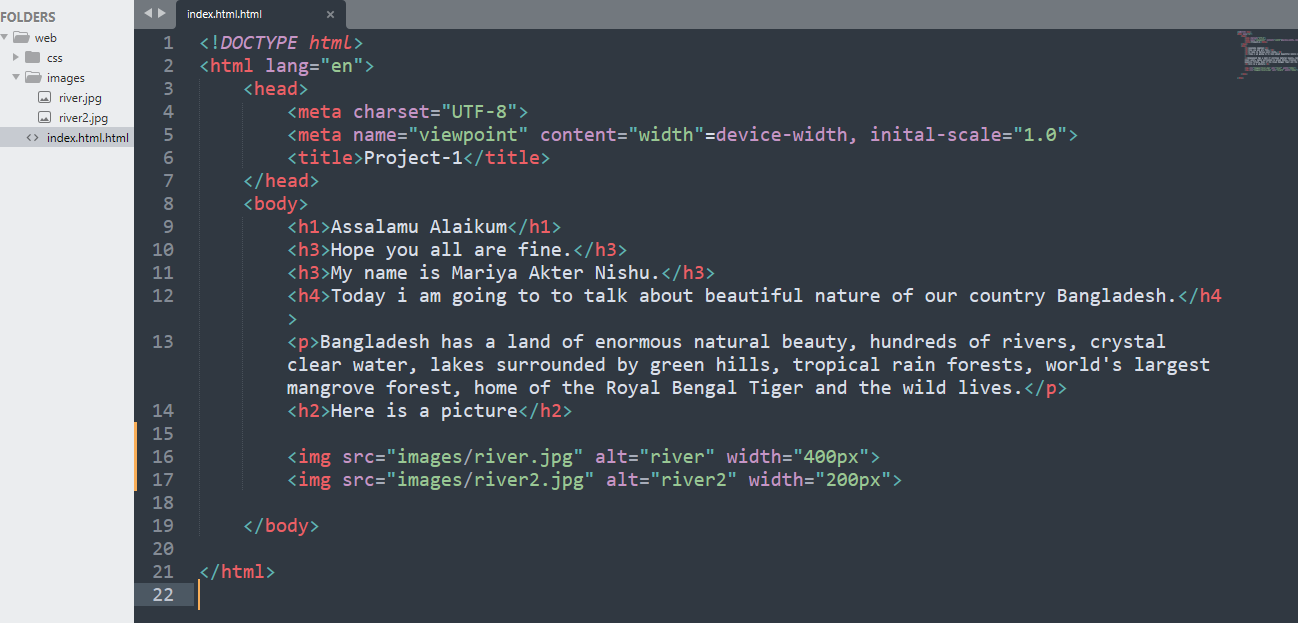 FOLDERS
web
css
images
river.jpg
river2.jpg
index.html.html
index.html.html ×
1 <!DOCTYPE html>
2 <html lang="en">
3 <head>
4 <meta charset="UTF-8">
5 <meta name="viewpoint" content="width"=device-width, inital-scale="1.0">
6 <title>Project-1</title>
7 </head>
8 <body>
9 <h1>Assalamu Alaikum</h1>
10 <h3>Hope you all are fine.</h3>
11 <h3>My name is Mariya Akter Nishu.</h3>
12 <h4>Today i am going to to talk about beautiful nature of our country Bangladesh.</h4
>
13 <p>Bangladesh has a land of enormous natural beauty, hundreds of rivers, crystal
clear water, lakes surrounded by green hills, tropical rain forests, world's largest
mangrove forest, home of the Royal Bengal Tiger and the wild lives.</p>
14 <h2>Here is a picture</h2>
15
16 <img src="images/river.jpg" alt="river" width="400px">
17 <img src="images/river2.jpg" alt="river2" width="200px">
18
19 </body>
20
21 </html>
22